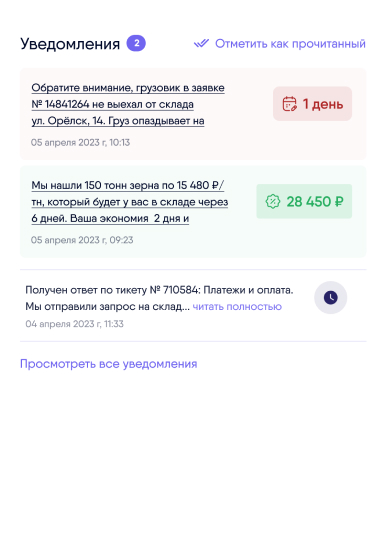 Уведомления 2
Отметить как прочитанный
Обратите внимание, грузовик в заявке
№ 14841264 не выехал от склада
ул. Орёлск, 14. Груз опаздывает на
1 день
05 апреля 2023 г, 10:13
Мы нашли 150 тонн зерна по 15 480 ₽/
тн, который будет у вас в складе через
6 дней. Ваша экономия 2 дня и
28 450 ₽
05 апреля 2023 г, 09:23
Получен ответ по тикету № 710584: Платежи и оплата.
Мы отправили запрос на склад... читать полностью
04 апреля 2023 г, 11:33
Просмотреть все уведомления